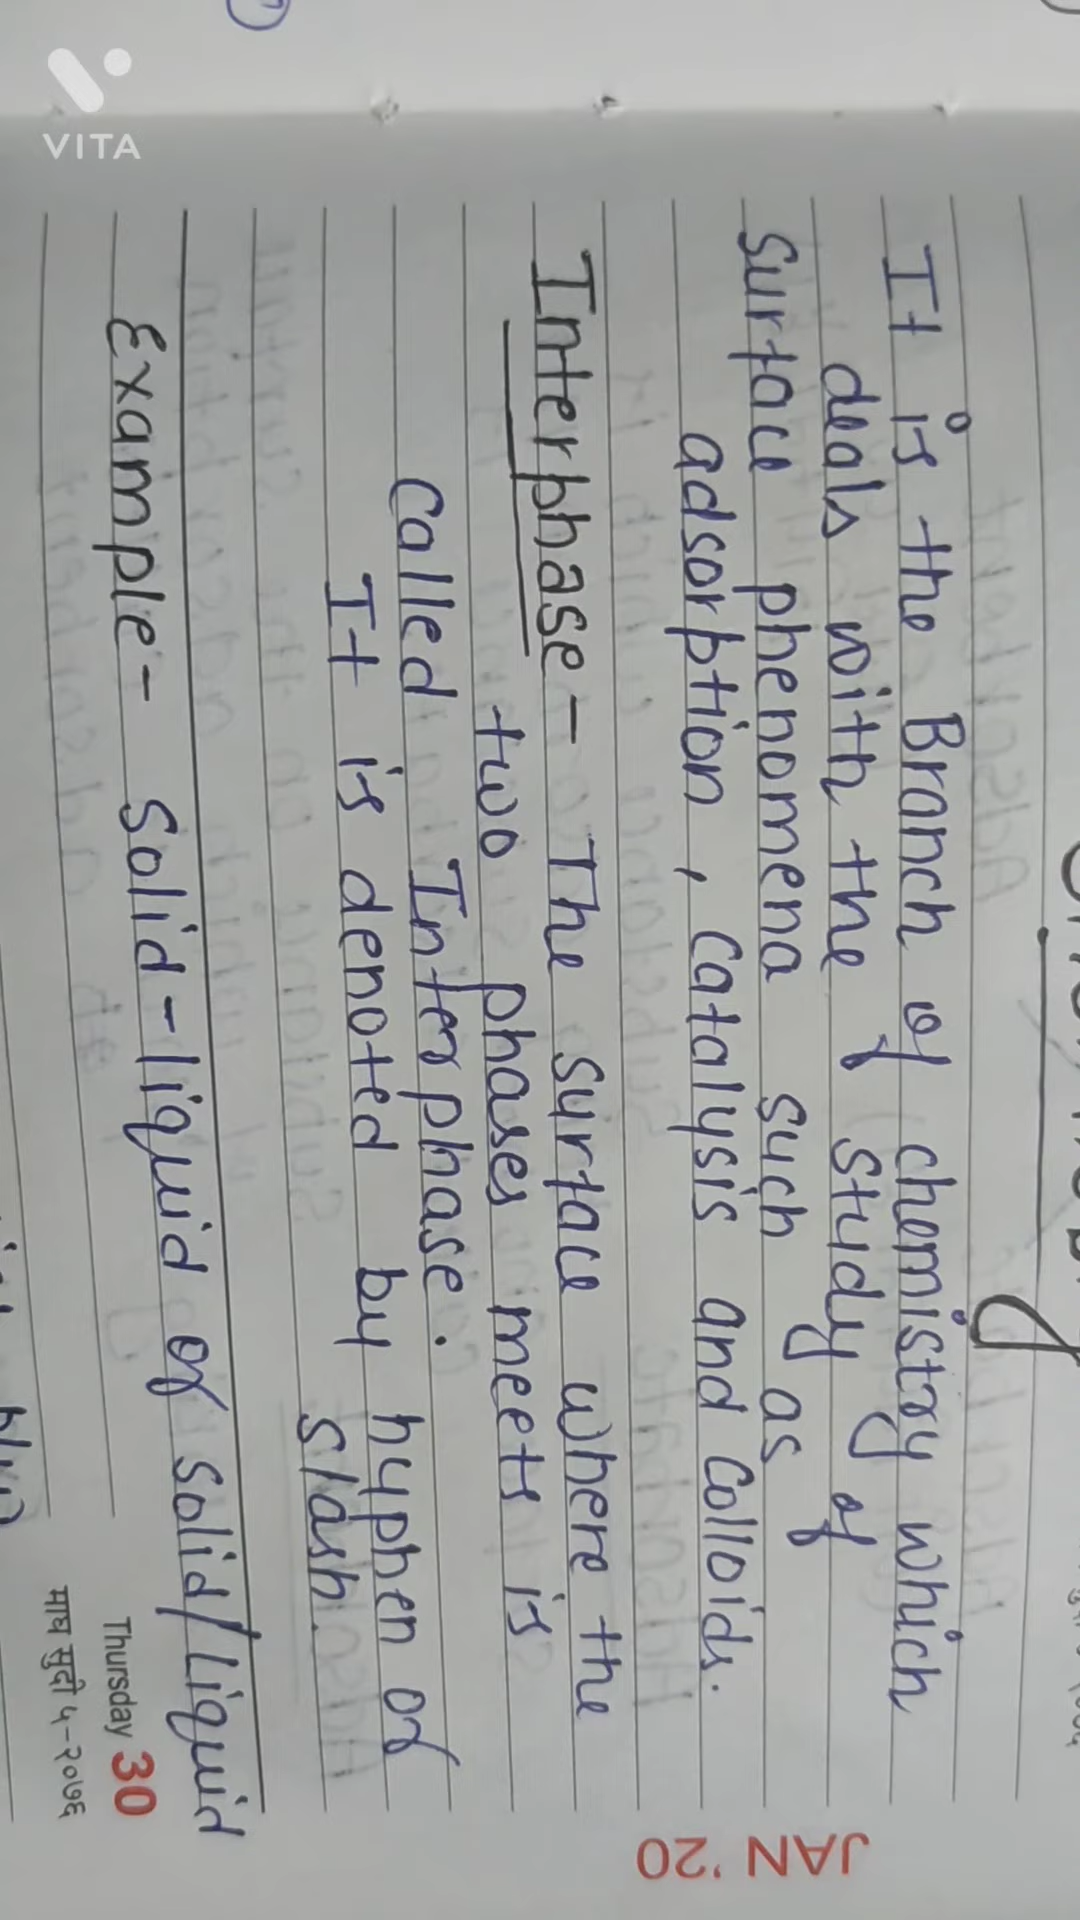 It is the Branch of chemistry which
deals with the study of
surface phenomena such as
adsorption, catalysis and colloids.
Interphase - The surface where the
two phases meets is
called Interphase.
It is denoted by hyphen or
slash.
Example- Solid-liquid or solid/liquid
Thursday 30
माघ सुदी ५-२०७६
JAN '20
VITA